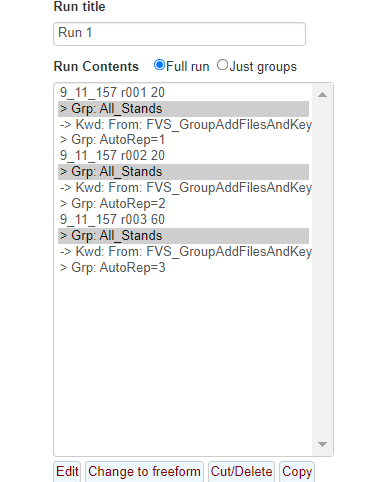 Run title
Run 1
Run Contents Full run Just groups
9_11_157 r001 20
> Grp: All_Stands
-> Kwd: From: FVS_GroupAddFilesAndKey
> Grp: AutoRep=1
9_11_157 r002 20
> Grp: All_Stands
-> Kwd: From: FVS_GroupAddFilesAndKey
> Grp: AutoRep=2
9_11_157 r003 60
> Grp: All_Stands
-> Kwd: From: FVS_GroupAddFilesAndKey
> Grp: AutoRep=3
Edit Change to freeform Cut/Delete Copy